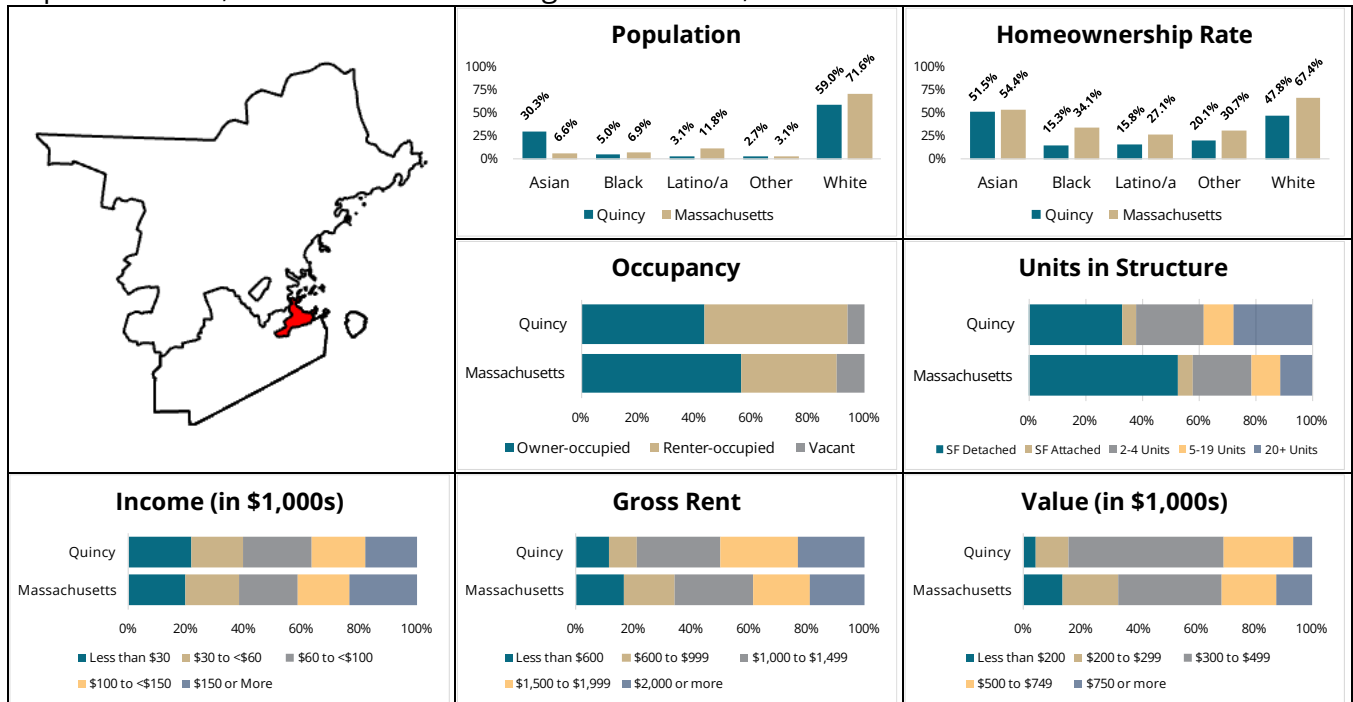 Population
100%
75%
50%
25%
0%
30.3%
6.6%
5.0%
6.9%
3.1%
11.8%
2.7%
3.1%
59.0%
71.6%
Asian Black Latino/a Other White
Quincy Massachusetts
Homeownership Rate
100%
75%
50%
25%
0%
51.5%
54.4%
15.3%
34.1%
15.8%
27.1%
20.1%
30.7%
47.8%
67.4%
Asian Black Latino/a Other White
Quincy Massachusetts
Occupancy
Quincy
Massachusetts
0% 20% 40% 60% 80% 100%
Owner-occupied Renter-occupied Vacant
Units in Structure
Quincy
Massachusetts
0% 20% 40% 60% 80% 100%
SF Detached SF Attached 2-4 Units 5-19 Units 20+ Units
Income (in $1,000s)
Quincy
Massachusetts
0% 20% 40% 60% 80% 100%
Less than $30 $30 to <$60 $60 to <$100
$100 to <$150 $150 or More
Gross Rent
Quincy
Massachusetts
0% 20% 40% 60% 80% 100%
Less than $600 $600 to $999 $1,000 to $1,499
$1,500 to $1,999 $2,000 or more
Value (in $1,000s)
Quincy
Massachusetts
0% 20% 40% 60% 80% 100%
Less than $200 $200 to $299 $300 to $499
$500 to $749 $750 or more